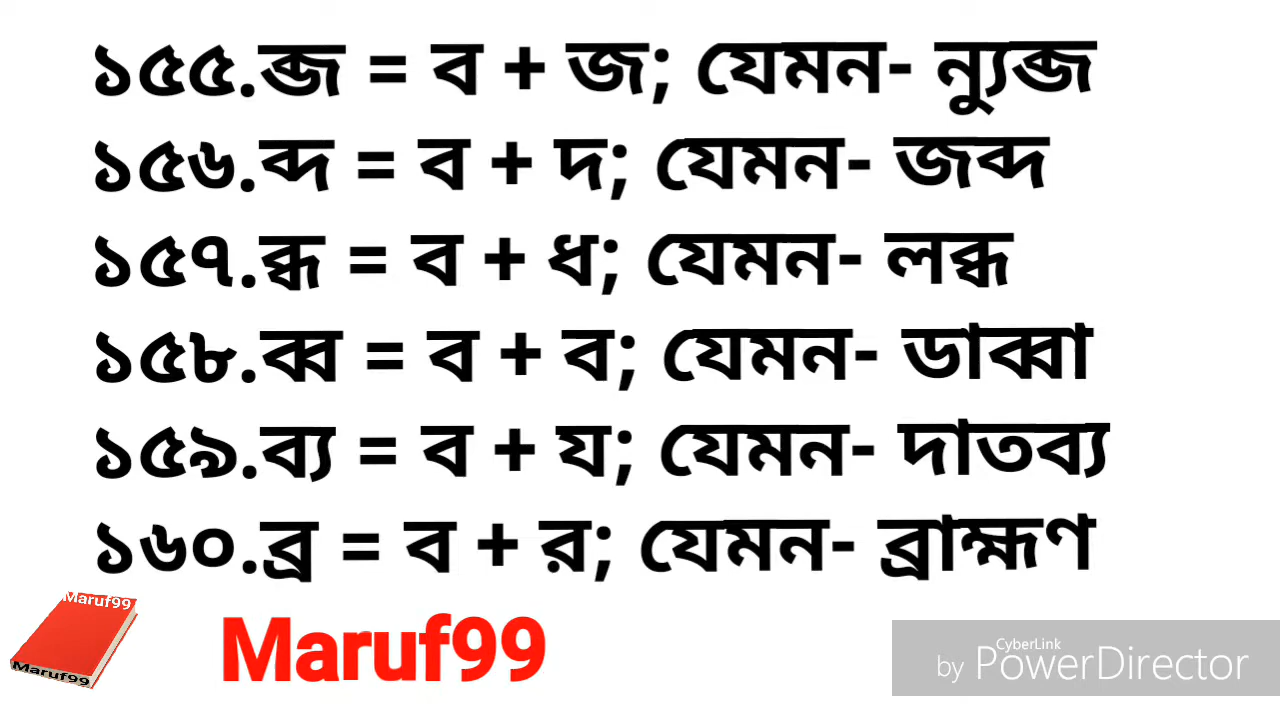 ১৫৫.ব্জ = ব + জ; যেমন- ন্যুব্জ
১৫৬.ব্দ = ব + দ; যেমন- জব্দ
১৫৭.ব্ধ = ব + ধ; যেমন- লব্ধ
১৫৮.ব্ব = ব + ব; যেমন- ডাব্বা
১৫৯.ব্য = ব + য; যেমন- দাতব্য
১৬০.ব্র = ব + র; যেমন- ব্রাহ্মণ
Maruf99
Maruf99
Maruf99
CyberLink
by PowerDirector